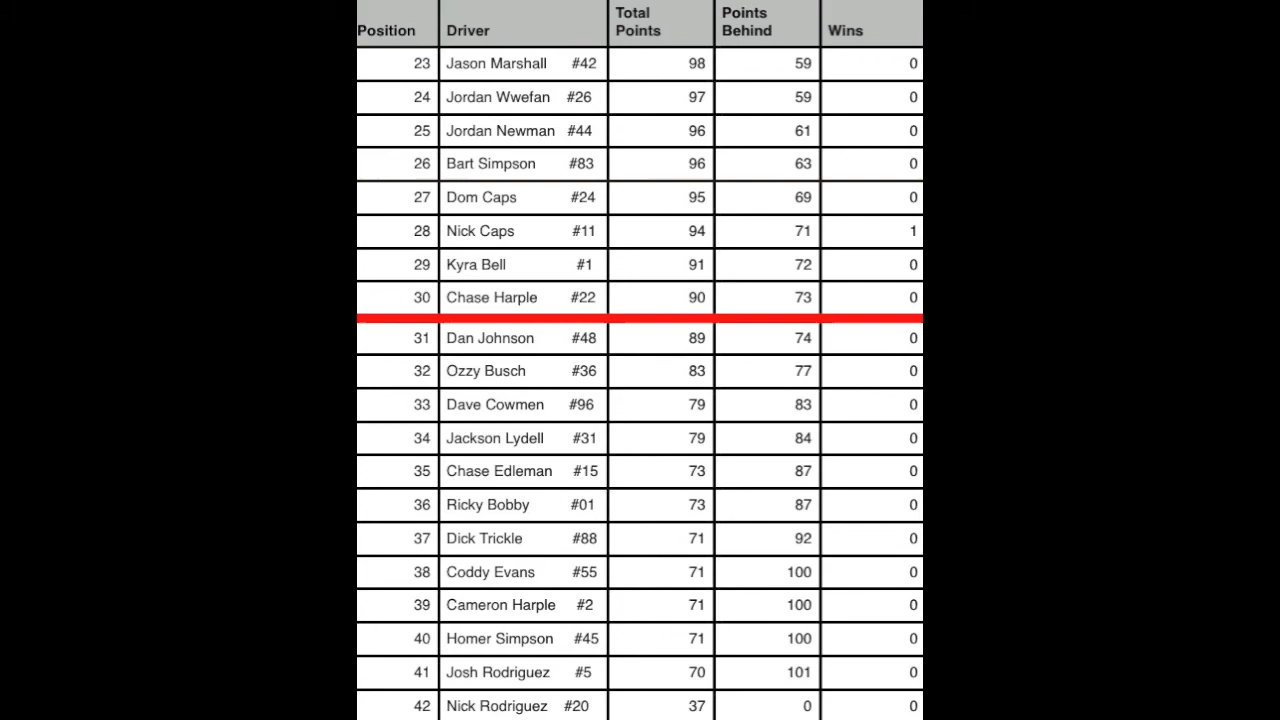 Position Driver Total Points Points Behind Wins
23 Jason Marshall #42 98 59 0
24 Jordan Wwefan #26 97 59 0
25 Jordan Newman #44 96 61 0
26 Bart Simpson #83 96 63 0
27 Dom Caps #24 95 69 0
28 Nick Caps #11 94 71 1
29 Kyra Bell #1 91 72 0
30 Chase Harple #22 90 73 0
31 Dan Johnson #48 89 74 0
32 Ozzy Busch #36 83 77 0
33 Dave Cowmen #96 79 83 0
34 Jackson Lydell #31 79 84 0
35 Chase Edleman #15 73 87 0
36 Ricky Bobby #01 73 87 0
37 Dick Trickle #88 71 92 0
38 Coddy Evans #55 71 100 0
39 Cameron Harple #2 71 100 0
40 Homer Simpson #45 71 100 0
41 Josh Rodriguez #5 70 101 0
42 Nick Rodriguez #20 37 0 0